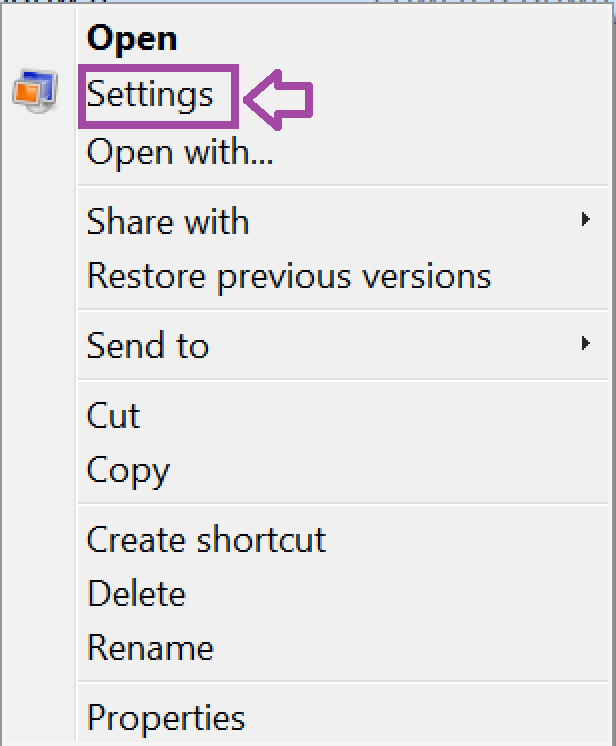 Open
Settings
Open with...
Share with
Restore previous versions
Send to
Cut
Copy
Create shortcut
Delete
Rename
Properties